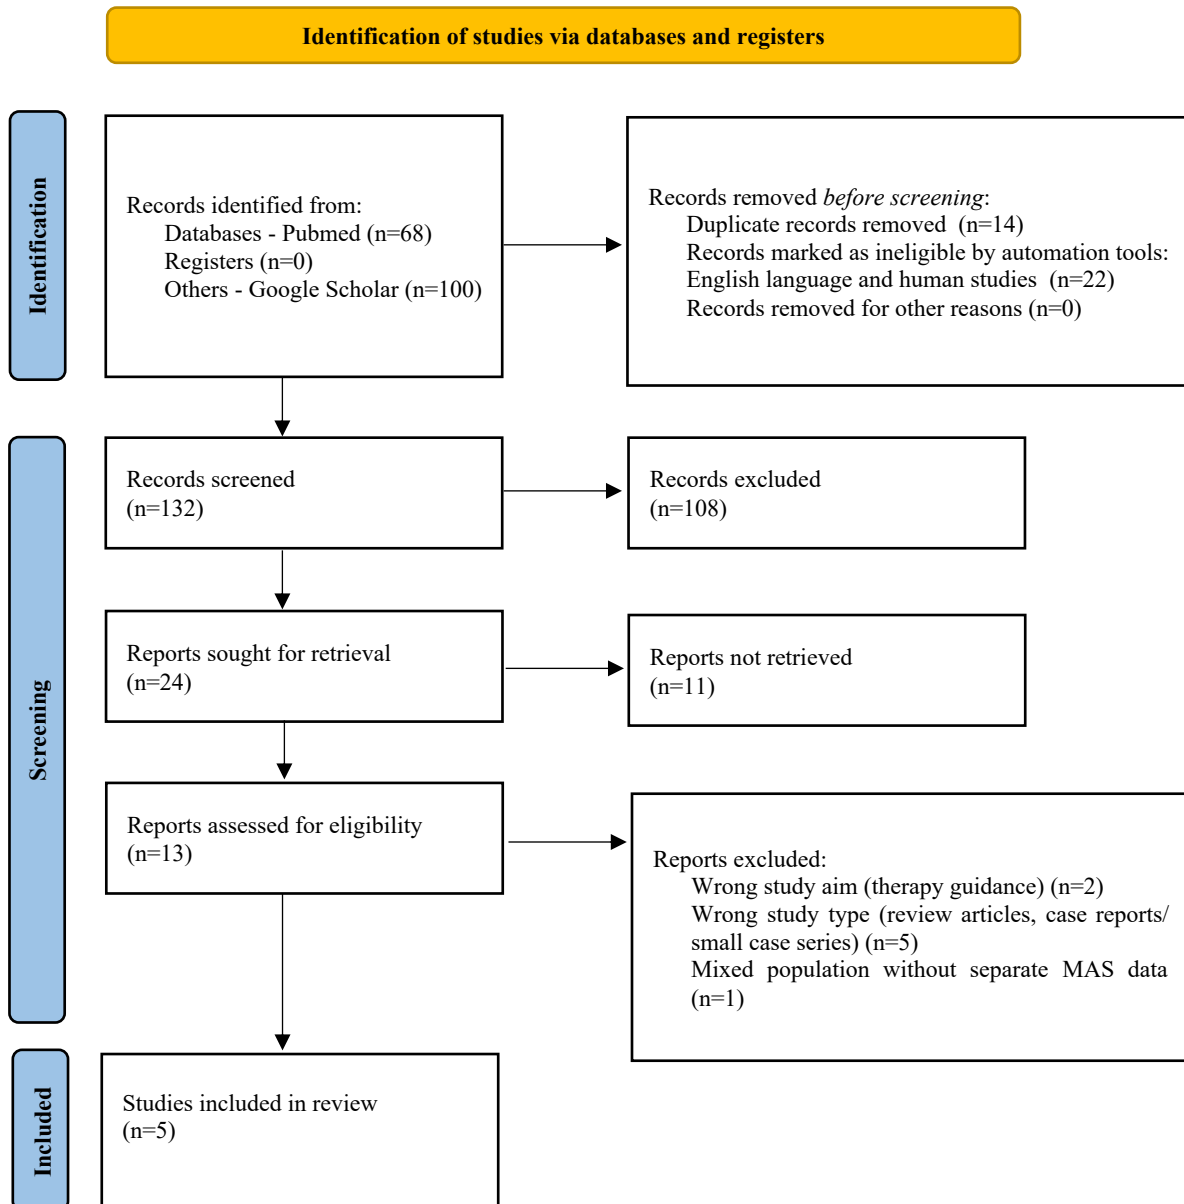 Identification of studies via databases and registers
Identification
Records identified from:
Databases - Pubmed (n=68)
Registers (n=0)
Others - Google Scholar (n=100)
Records removed before screening:
Duplicate records removed (n=14)
Records marked as ineligible by automation tools:
English language and human studies (n=22)
Records removed for other reasons (n=0)
Screening
Records screened
(n=132)
Records excluded
(n=108)
Reports sought for retrieval
(n=24)
Reports not retrieved
(n=11)
Reports assessed for eligibility
(n=13)
Reports excluded:
Wrong study aim (therapy guidance) (n=2)
Wrong study type (review articles, case reports/
small case series) (n=5)
Mixed population without separate MAS data
(n=1)
Included
Studies included in review
(n=5)